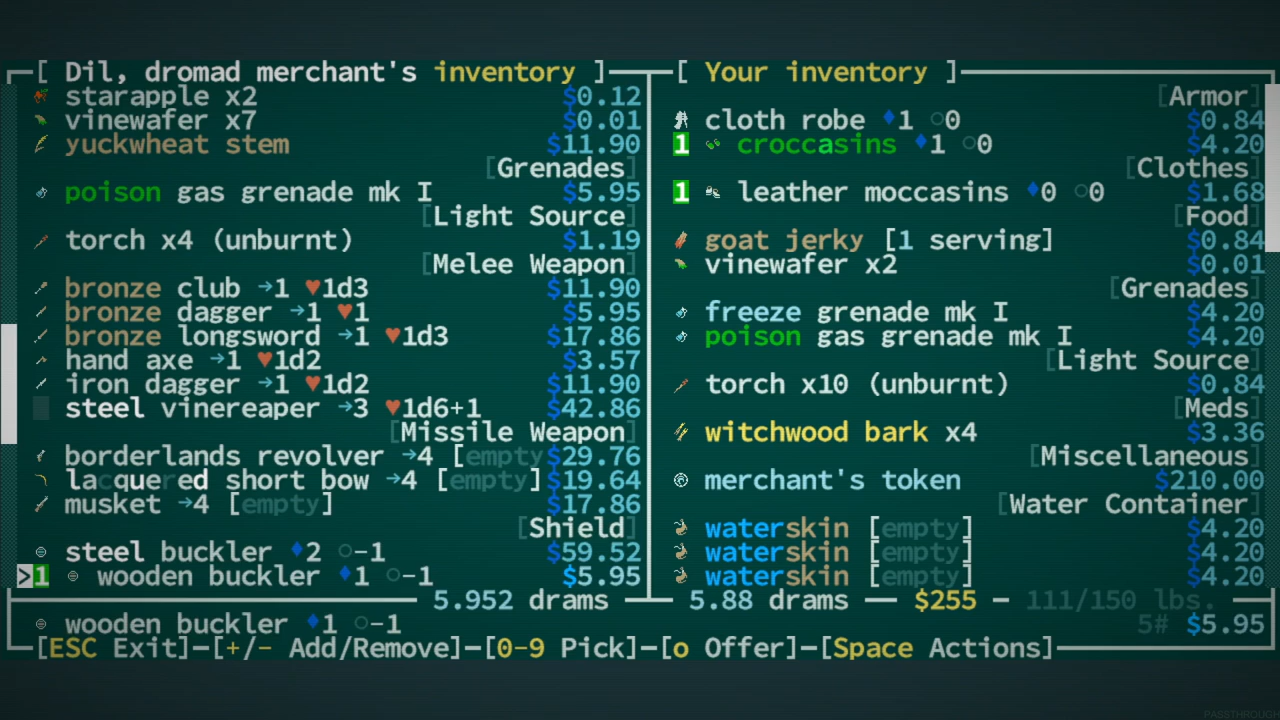 [ Dil, dromad merchant's inventory ]
starapple x2 $0.12
vinewafer x7 $0.01
yuckwheat stem $11.90
[Grenades]
poison gas grenade mk I $5.95
[Light Source]
torch x4 (unburnt) $1.19
[Melee Weapon]
bronze club →1 ♥1d3 $11.90
bronze dagger →1 ♥1 $5.95
bronze longsword →1 ♥1d3 $17.86
hand axe →1 ♥1d2 $3.57
iron dagger →1 ♥1d2 $11.90
steel vinereaper →3 ♥1d6+1 $42.86
[Missile Weapon]
borderlands revolver →4 [empty $29.76
lacquered short bow →4 [empty] $19.64
musket →4 [empty] $17.86
[Shield]
steel buckler ♦2 ○-1 $59.52
>1 wooden buckler ♦1 ○-1 $5.95
5.952 drams
[ Your inventory ]
[Armor]
cloth robe ♦1 ○0 $0.84
1 croccasins ♦1 ○0 $4.20
[Clothes]
1 leather moccasins ♦0 ○0 $1.68
[Food]
goat jerky [1 serving] $0.84
vinewafer x2 $0.01
[Grenades]
freeze grenade mk I $4.20
poison gas grenade mk I $4.20
[Light Source]
torch x10 (unburnt) $0.84
[Meds]
witchwood bark x4 $3.36
[Miscellaneous]
merchant's token $210.00
[Water Container]
waterskin [empty] $4.20
waterskin [empty] $4.20
waterskin [empty] $4.20
5.88 drams — $255 — 111/150 lbs.
wooden buckler ♦1 ○-1 5# $5.95
[ESC Exit]—[+/- Add/Remove]—[0-9 Pick]—[o Offer]—[Space Actions]